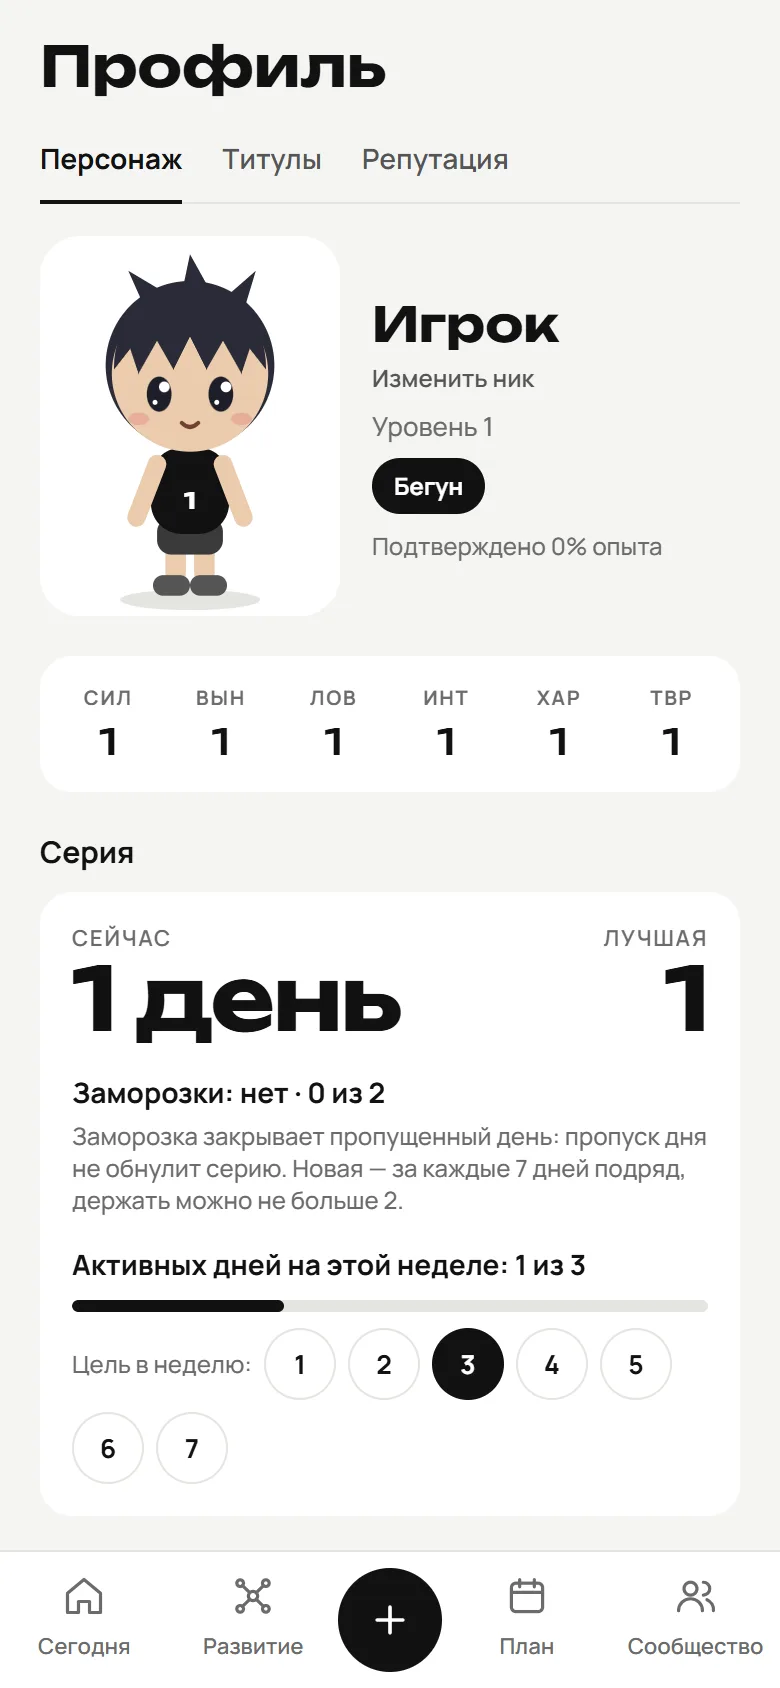 Профиль
Персонаж Титулы Репутация
1
Игрок
Изменить ник
Уровень 1
Бегун
Подтверждено 0% опыта
СИЛ ВЫН ЛОВ ИНТ ХАР ТВР
1 1 1 1 1 1
Серия
СЕЙЧАС ЛУЧШАЯ
1 день 1
Заморозки: нет · 0 из 2
Заморозка закрывает пропущенный день: пропуск дня
не обнулит серию. Новая — за каждые 7 дней подряд,
держать можно не больше 2.
Активных дней на этой неделе: 1 из 3
Цель в неделю: 1 2 3 4 5
6 7
Сегодня Развитие План Сообщество